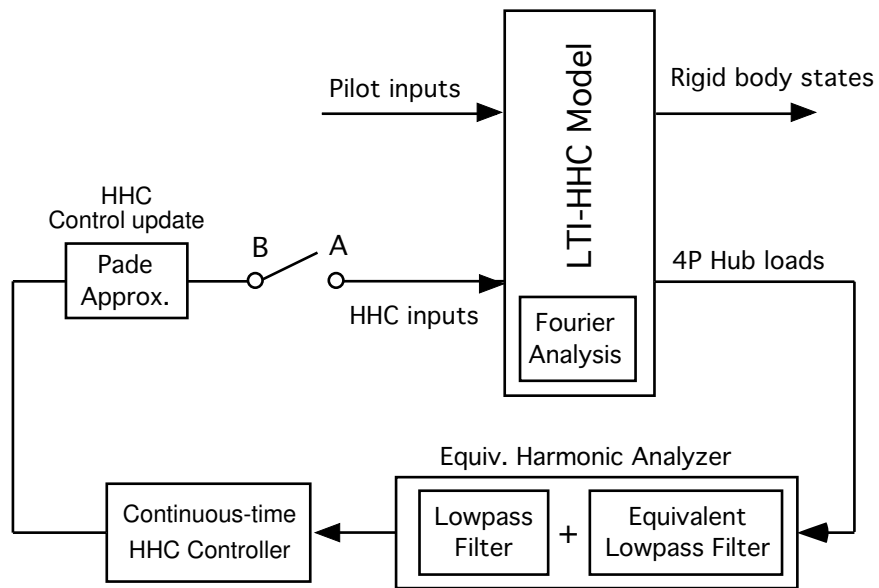 Pilot inputs
LTI-HHC Model
Rigid body states
HHC
Control update
Pade
Approx.
B
A
HHC inputs
4P Hub loads
Fourier
Analysis
Equiv. Harmonic Analyzer
Continuous-time
HHC Controller
Lowpass
Filter
+
Equivalent
Lowpass Filter